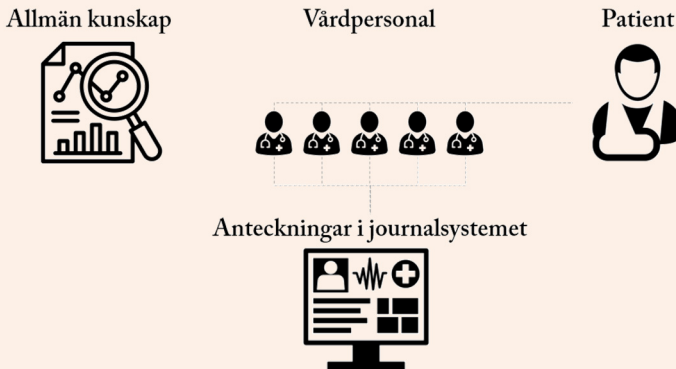 Allmän kunskap
Vårdpersonal
Patient
Anteckningar i journalsystemet